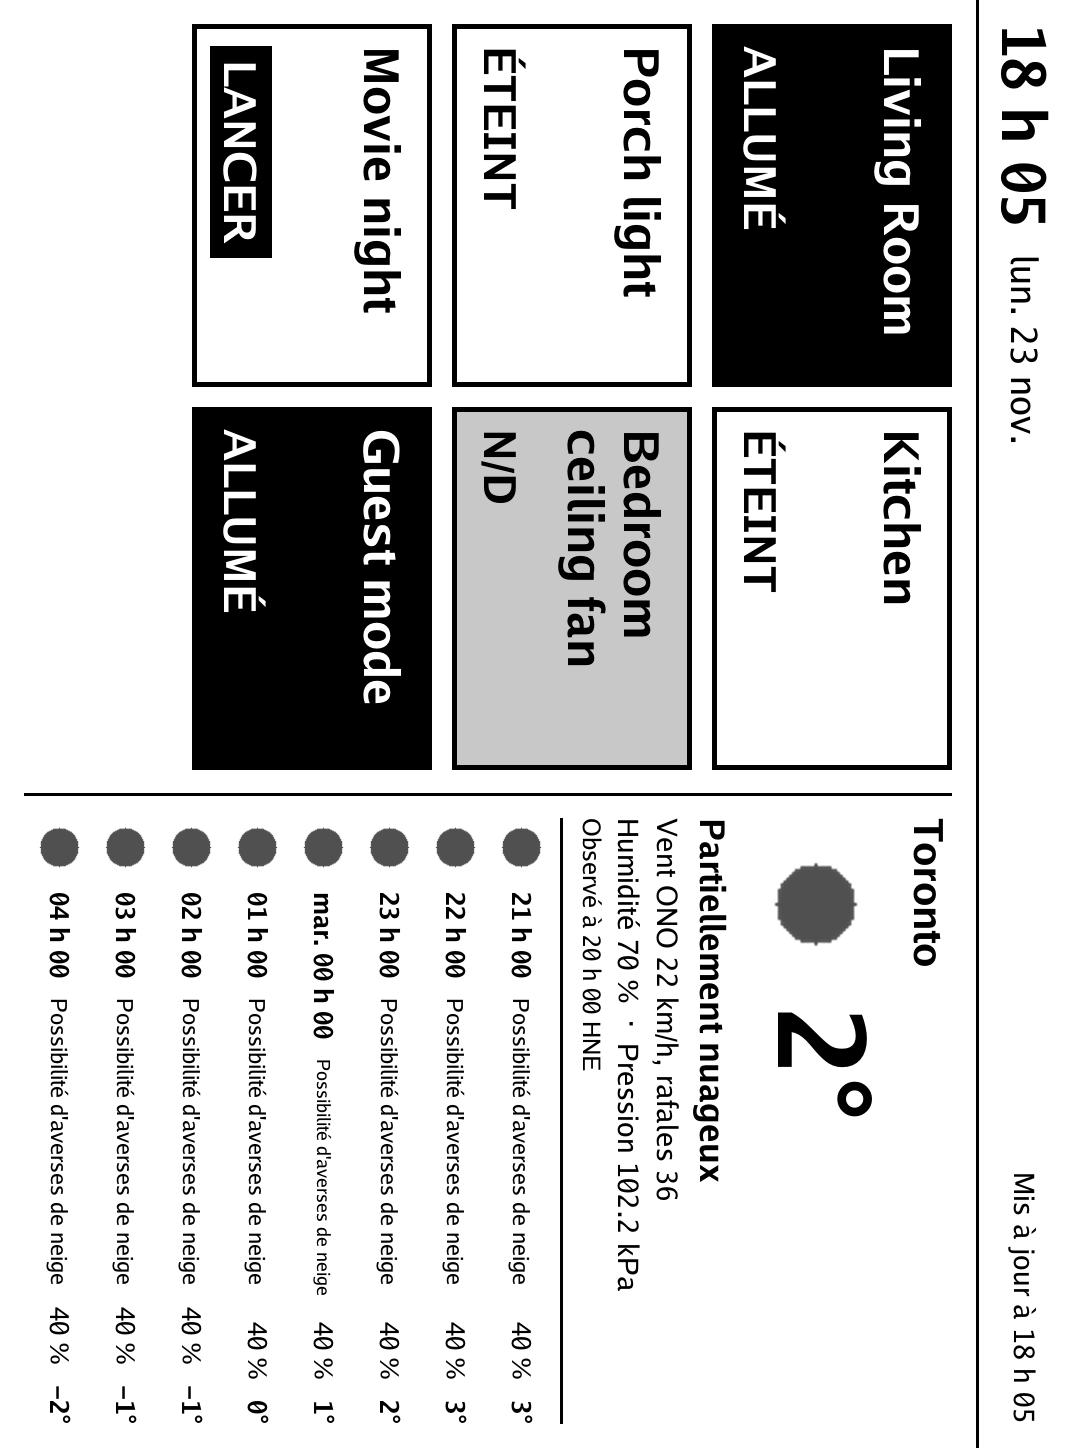 18 h 05 lun. 23 nov.
Mis à jour à 18 h 05
Living Room
ALLUMÉ
Kitchen
ÉTEINT
Porch light
ÉTEINT
Bedroom
ceiling fan
N/D
Movie night
LANCER
Guest mode
ALLUMÉ
Toronto
2°
Partiellement nuageux
Vent ONO 22 km/h, rafales 36
Humidité 70 % · Pression 102.2 kPa
Observé à 20 h 00 HNE
21 h 00 Possibilité d'averses de neige 40 % 3°
22 h 00 Possibilité d'averses de neige 40 % 3°
23 h 00 Possibilité d'averses de neige 40 % 2°
mar. 00 h 00 Possibilité d'averses de neige 40 % 1°
01 h 00 Possibilité d'averses de neige 40 % 0°
02 h 00 Possibilité d'averses de neige 40 % −1°
03 h 00 Possibilité d'averses de neige 40 % −1°
04 h 00 Possibilité d'averses de neige 40 % −2°